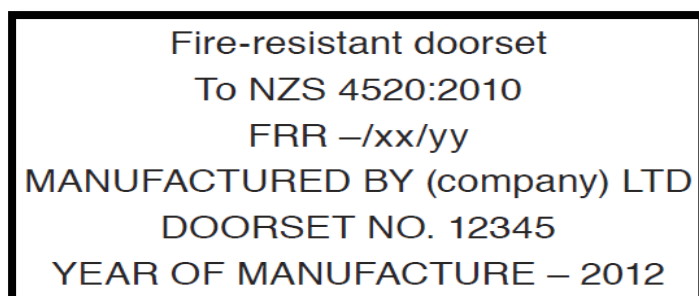 Fire-resistant doorset
To NZS 4520:2010
FRR –/xx/yy
MANUFACTURED BY (company) LTD
DOORSET NO. 12345
YEAR OF MANUFACTURE – 2012